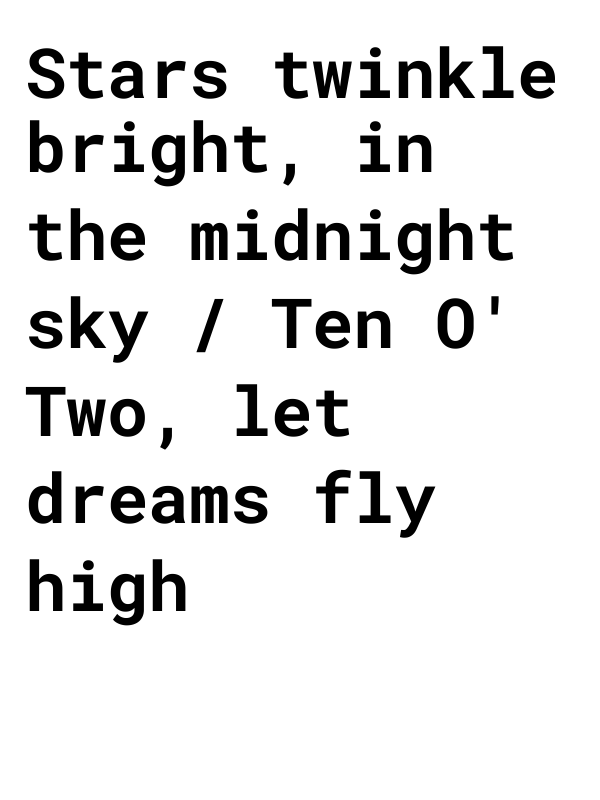 Stars twinkle
bright, in
the midnight
sky / Ten O'
Two, let
dreams fly
high